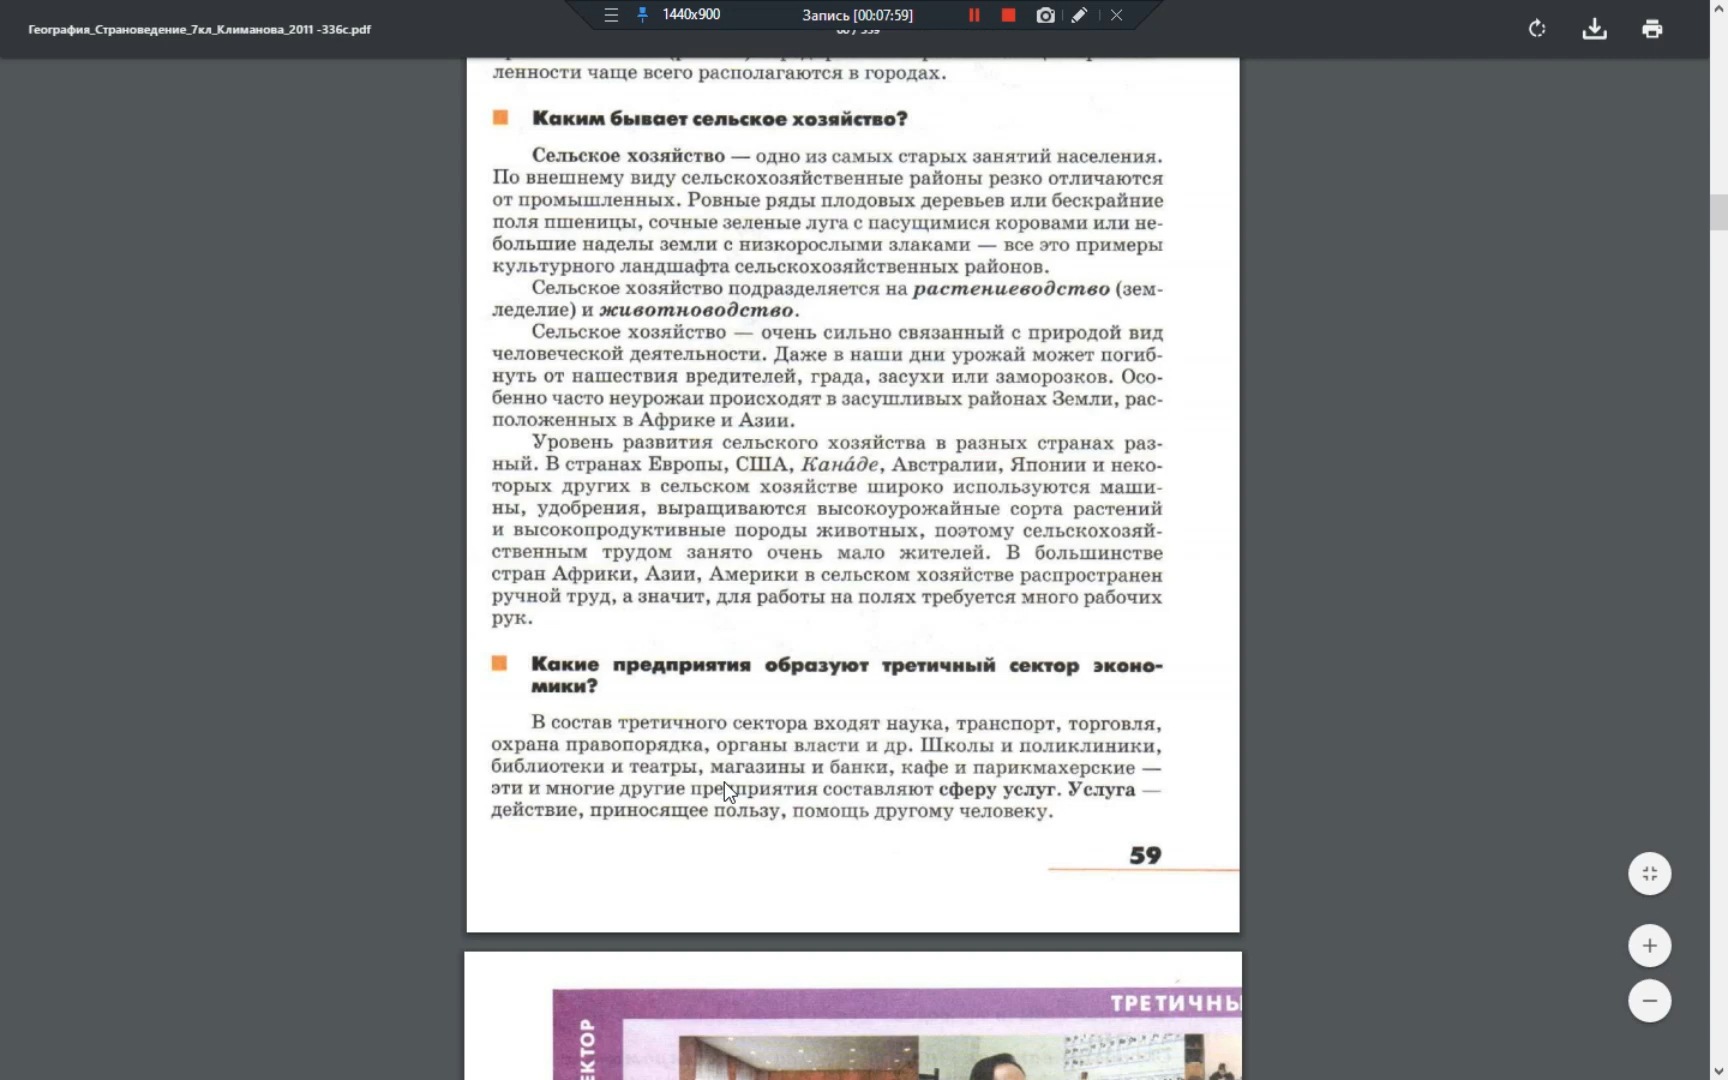 1440x900
Запись [00:07:59]
География_Страноведение_7кл_Климанова_2011 -336с.pdf
ленности чаще всего располагаются в городах.
Каким бывает сельское хозяйство?
Сельское хозяйство — одно из самых старых занятий населения.
По внешнему виду сельскохозяйственные районы резко отличаются
от промышленных. Ровные ряды плодовых деревьев или бескрайние
поля пшеницы, сочные зеленые луга с пасущимися коровами или не-
большие наделы земли с низкорослыми злаками — все это примеры
культурного ландшафта сельскохозяйственных районов.
Сельское хозяйство подразделяется на растениеводство (зем-
леделие) и животноводство.
Сельское хозяйство — очень сильно связанный с природой вид
человеческой деятельности. Даже в наши дни урожай может погиб-
нуть от нашествия вредителей, града, засухи или заморозков. Осо-
бенно часто неурожаи происходят в засушливых районах Земли, рас-
положенных в Африке и Азии.
Уровень развития сельского хозяйства в разных странах раз-
ный. В странах Европы, США, Кана́де, Австралии, Японии и неко-
торых других в сельском хозяйстве широко используются маши-
ны, удобрения, выращиваются высокоурожайные сорта растений
и высокопродуктивные породы животных, поэтому сельскохозяй-
ственным трудом занято очень мало жителей. В большинстве
стран Африки, Азии, Америки в сельском хозяйстве распространен
ручной труд, а значит, для работы на полях требуется много рабочих
рук.
Какие предприятия образуют третичный сектор эконо-
мики?
В состав третичного сектора входят наука, транспорт, торговля,
охрана правопорядка, органы власти и др. Школы и поликлиники,
библиотеки и театры, магазины и банки, кафе и парикмахерские —
эти и многие другие предприятия составляют сферу услуг. Услуга —
действие, приносящее пользу, помощь другому человеку.
59
ТРЕТИЧНЫ
ЕКТОР